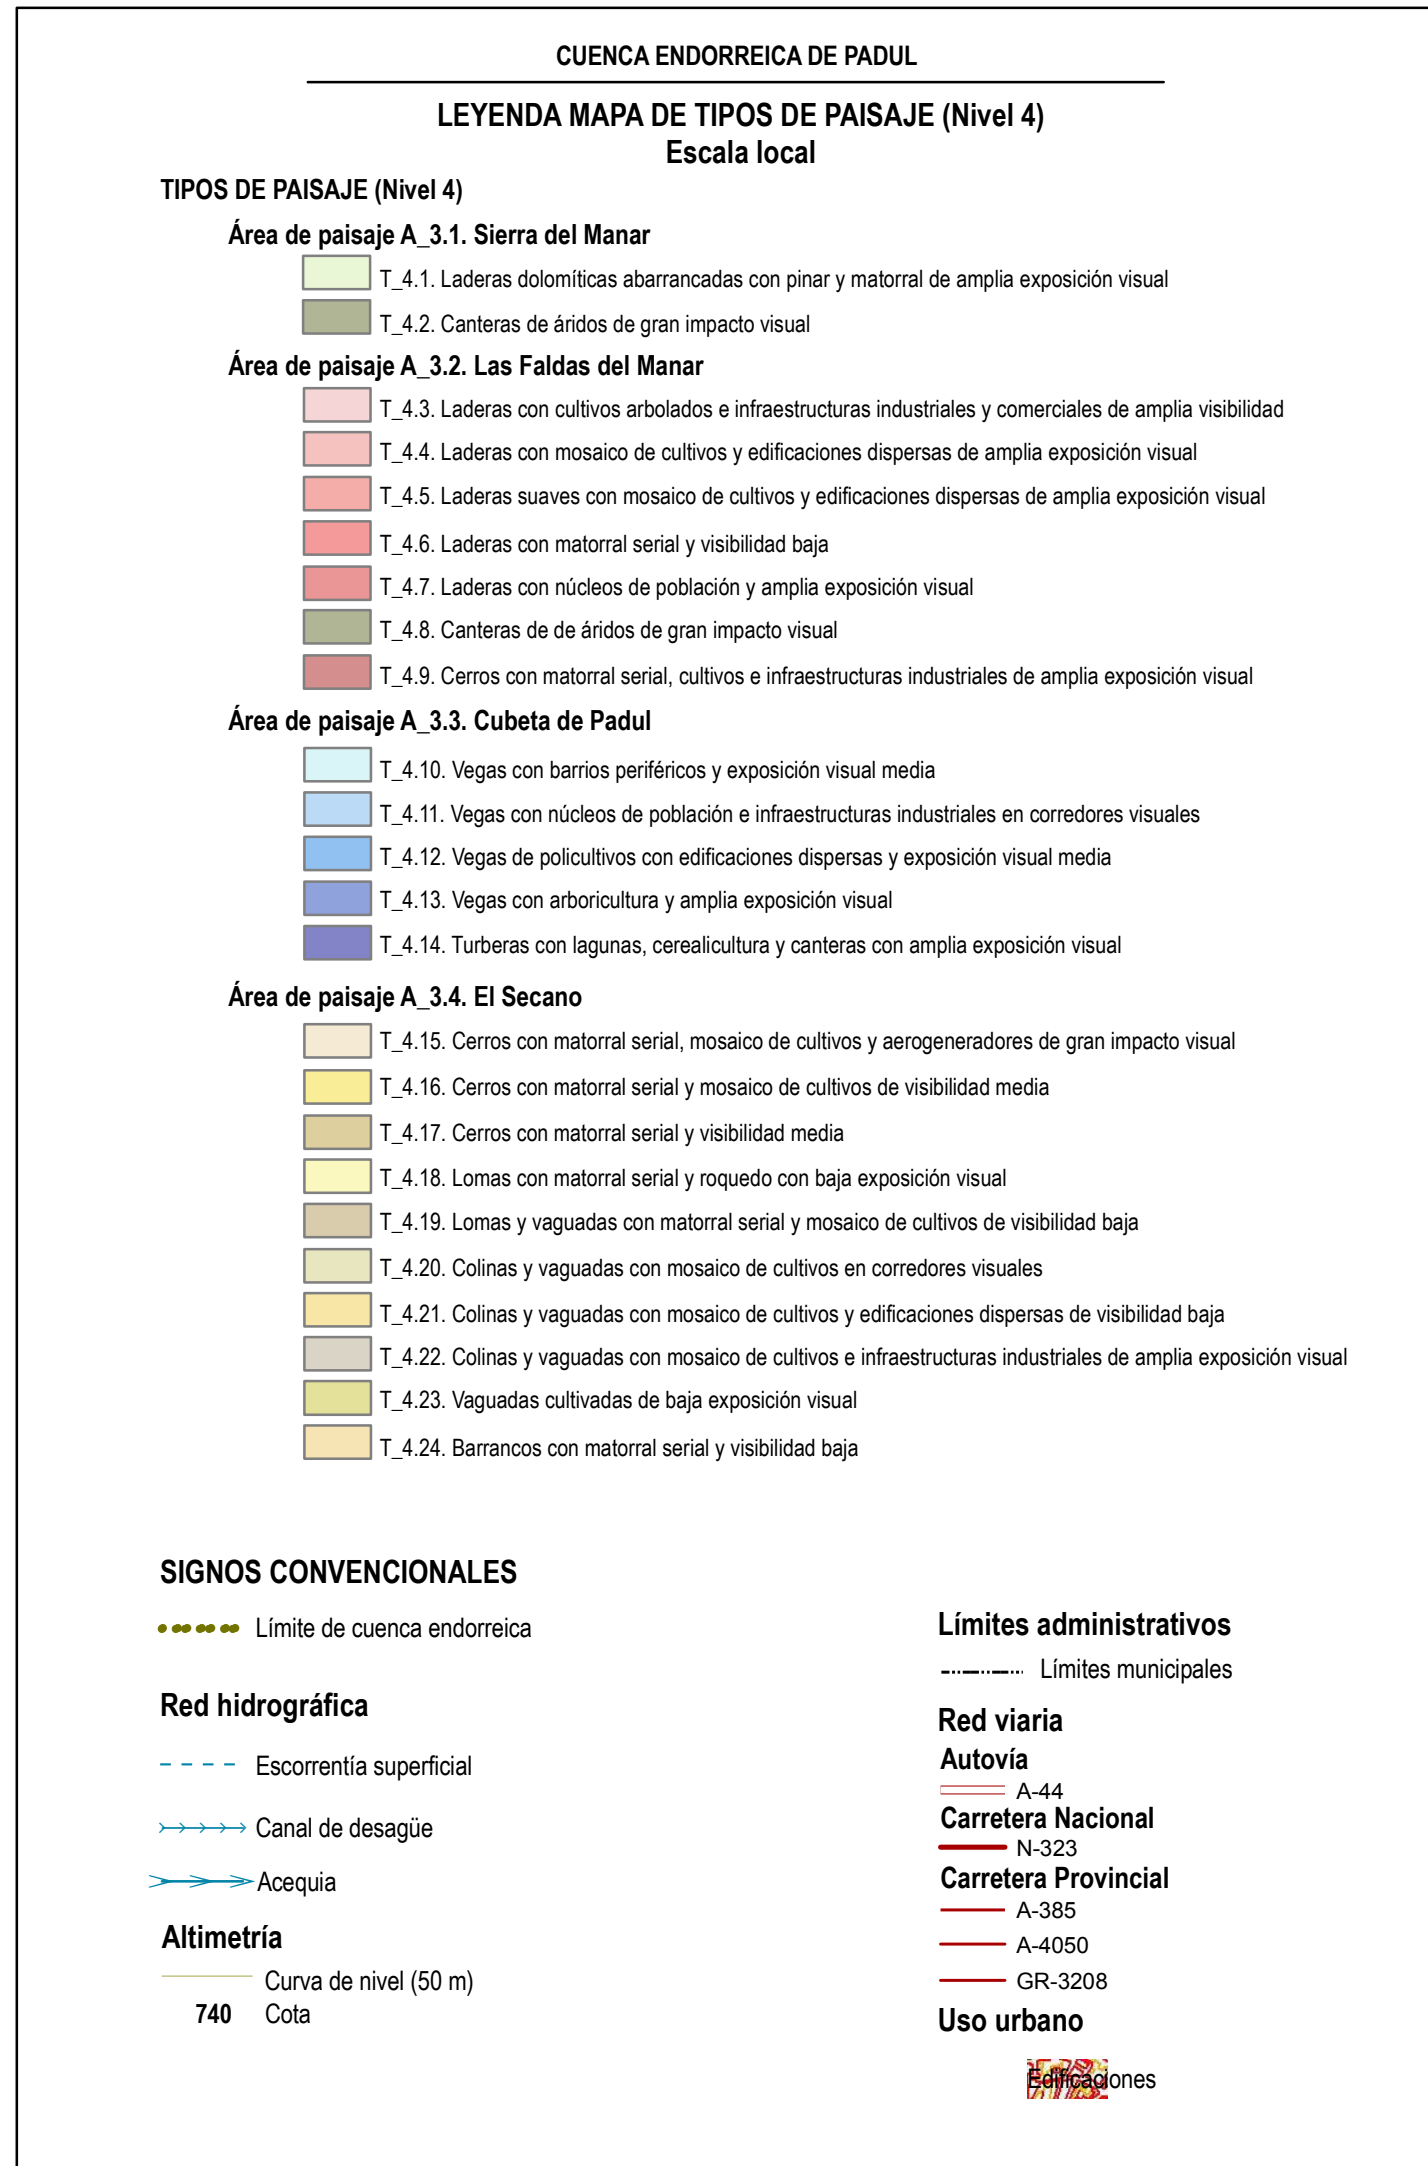 CUENCA ENDORREICA DE PADUL
LEYENDA MAPA DE TIPOS DE PAISAJE (Nivel 4)
Escala local
TIPOS DE PAISAJE (Nivel 4)
Área de paisaje A_3.1. Sierra del Manar
T_4.1. Laderas dolomíticas abarrancadas con pinar y matorral de amplia exposición visual
T_4.2. Canteras de áridos de gran impacto visual
Área de paisaje A_3.2. Las Faldas del Manar
T_4.3. Laderas con cultivos arbolados e infraestructuras industriales y comerciales de amplia visibilidad
T_4.4. Laderas con mosaico de cultivos y edificaciones dispersas de amplia exposición visual
T_4.5. Laderas suaves con mosaico de cultivos y edificaciones dispersas de amplia exposición visual
T_4.6. Laderas con matorral serial y visibilidad baja
T_4.7. Laderas con núcleos de población y amplia exposición visual
T_4.8. Canteras de de áridos de gran impacto visual
T_4.9. Cerros con matorral serial, cultivos e infraestructuras industriales de amplia exposición visual
Área de paisaje A_3.3. Cubeta de Padul
T_4.10. Vegas con barrios periféricos y exposición visual media
T_4.11. Vegas con núcleos de población e infraestructuras industriales en corredores visuales
T_4.12. Vegas de policultivos con edificaciones dispersas y exposición visual media
T_4.13. Vegas con arboricultura y amplia exposición visual
T_4.14. Turberas con lagunas, cerealicultura y canteras con amplia exposición visual
Área de paisaje A_3.4. El Secano
T_4.15. Cerros con matorral serial, mosaico de cultivos y aerogeneradores de gran impacto visual
T_4.16. Cerros con matorral serial y mosaico de cultivos de visibilidad media
T_4.17. Cerros con matorral serial y visibilidad media
T_4.18. Lomas con matorral serial y roquedo con baja exposición visual
T_4.19. Lomas y vaguadas con matorral serial y mosaico de cultivos de visibilidad baja
T_4.20. Colinas y vaguadas con mosaico de cultivos en corredores visuales
T_4.21. Colinas y vaguadas con mosaico de cultivos y edificaciones dispersas de visibilidad baja
T_4.22. Colinas y vaguadas con mosaico de cultivos e infraestructuras industriales de amplia exposición visual
T_4.23. Vaguadas cultivadas de baja exposición visual
T_4.24. Barrancos con matorral serial y visibilidad baja
SIGNOS CONVENCIONALES
Límite de cuenca endorreica
Red hidrográfica
Escorrentía superficial
Canal de desagüe
Acequia
Altimetría
Curva de nivel (50 m)
740 Cota
Límites administrativos
Límites municipales
Red viaria
Autovía
A-44
Carretera Nacional
N-323
Carretera Provincial
A-385
A-4050
GR-3208
Uso urbano
Edificaciones